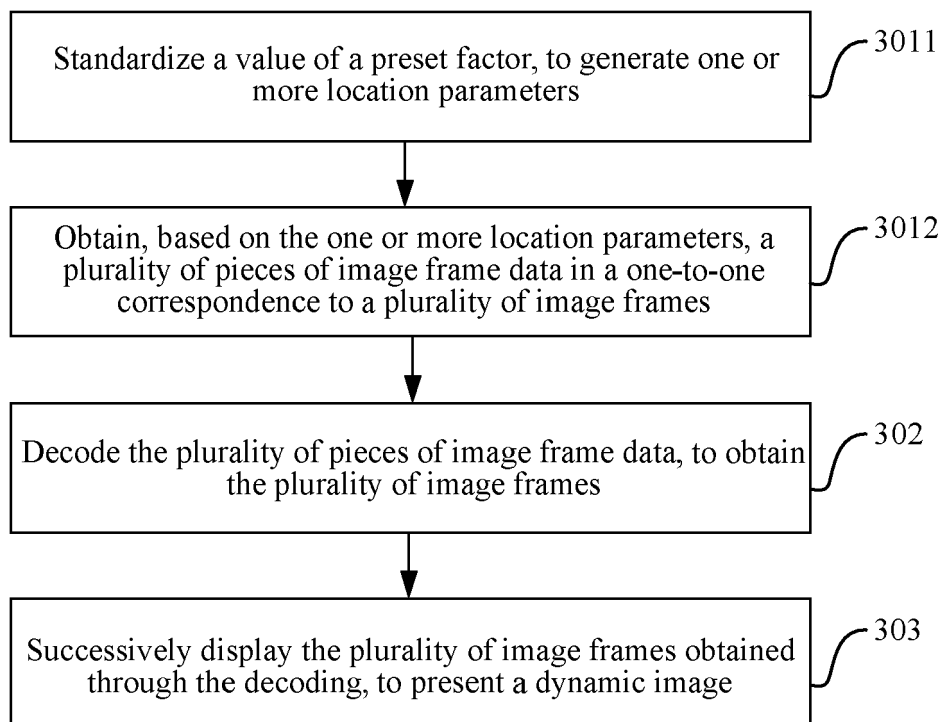 Standardize a value of a preset factor, to generate one or
more location parameters
3011
Obtain, based on the one or more location parameters, a
plurality of pieces of image frame data in a one-to-one
correspondence to a plurality of image frames
3012
Decode the plurality of pieces of image frame data, to obtain
the plurality of image frames
302
Successively display the plurality of image frames obtained
through the decoding, to present a dynamic image
303